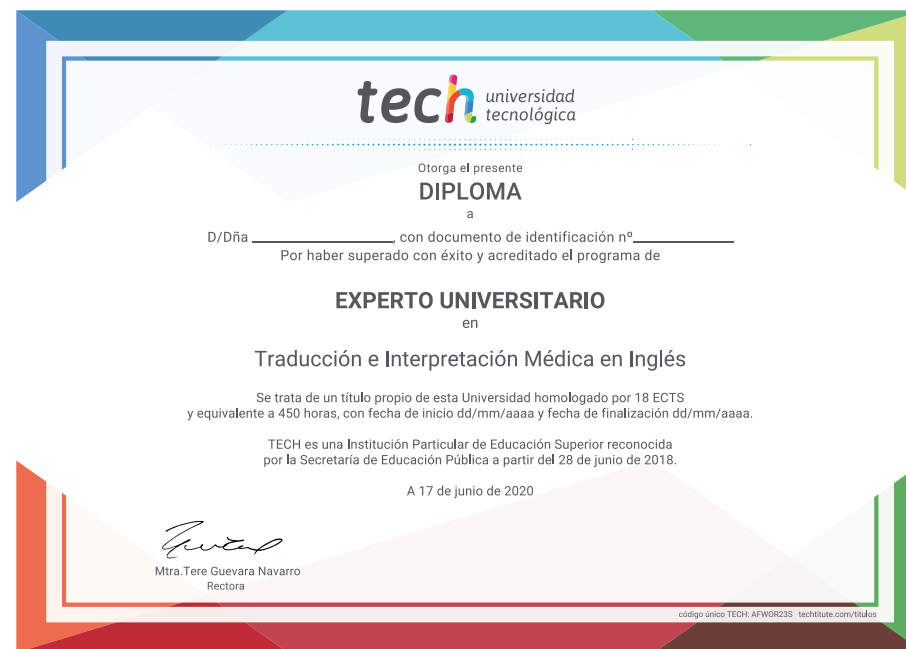 tech universidad
tecnológica
Otorga el presente
DIPLOMA
a
D/Dña ____________________, con documento de identificación nº______________
Por haber superado con éxito y acreditado el programa de
EXPERTO UNIVERSITARIO
en
Traducción e Interpretación Médica en Inglés
Se trata de un título propio de esta Universidad homologado por 18 ECTS
y equivalente a 450 horas, con fecha de inicio dd/mm/aaaa y fecha de finalización dd/mm/aaaa.
TECH es una Institución Particular de Educación Superior reconocida
por la Secretaría de Educación Pública a partir del 28 de junio de 2018.
A 17 de junio de 2020
Mtra.Tere Guevara Navarro
Rectora
código único TECH: AFWOR23S techtitute.com/titulos